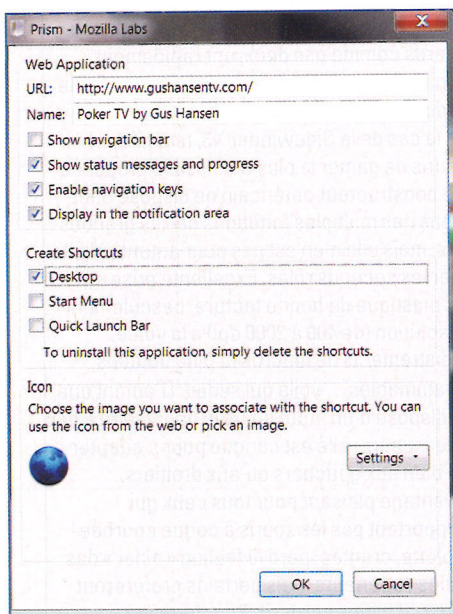 Prism - Mozilla Labs
Web Application
URL: http://www.gushansentv.com/
Name: Poker TV by Gus Hansen
Show navigation bar
Show status messages and progress
Enable navigation keys
Display in the notification area
Create Shortcuts
Desktop
Start Menu
Quick Launch Bar
To uninstall this application, simply delete the shortcuts.
Icon
Choose the image you want to associate with the shortcut. You can
use the icon from the web or pick an image.
Settings
OK
Cancel